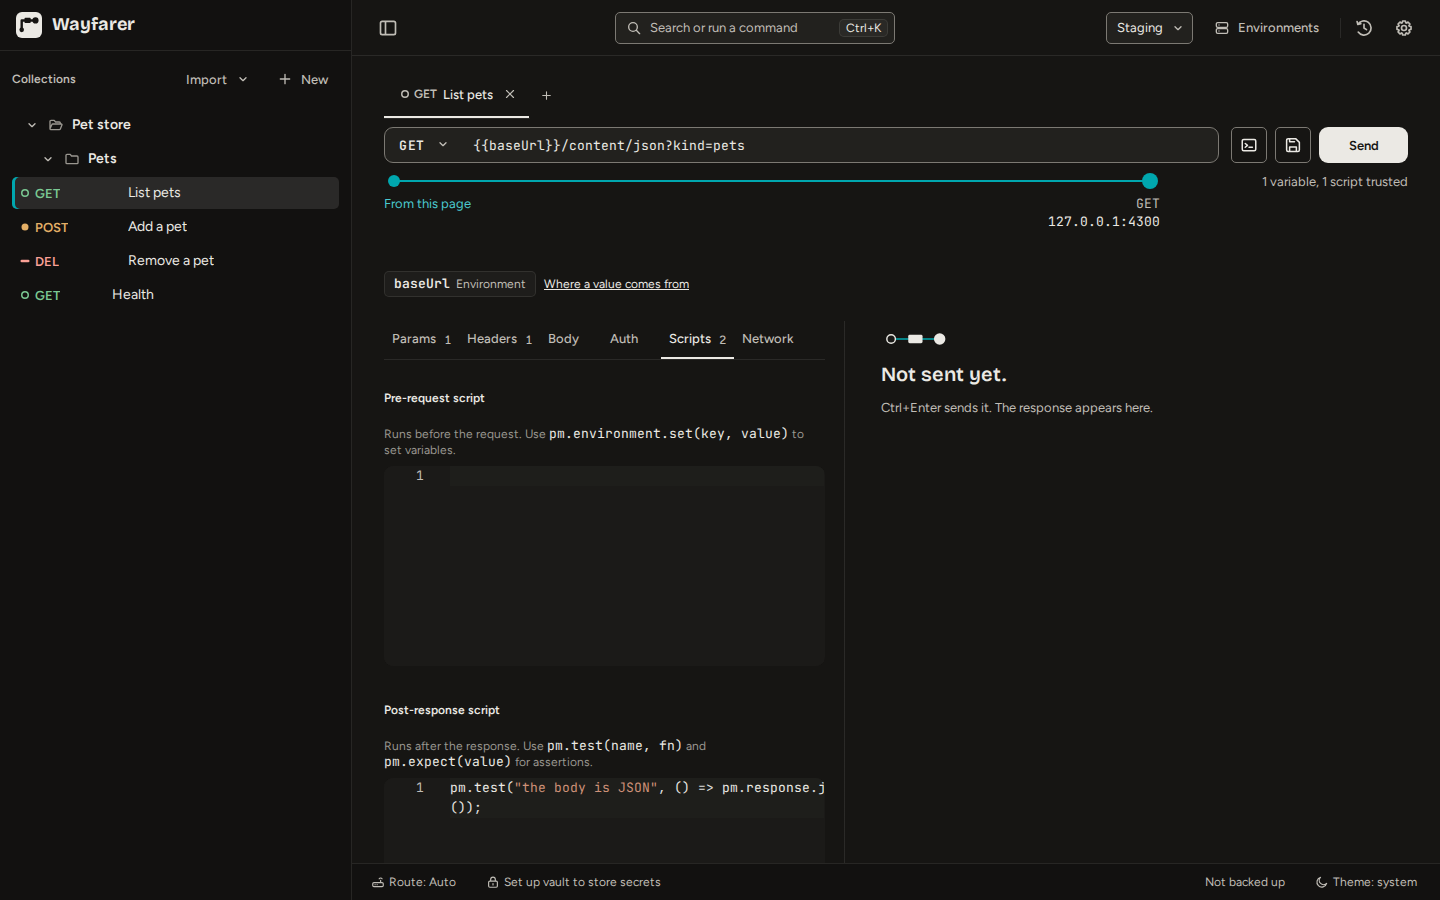 Wayfarer
Search or run a command
Ctrl+K
Staging
Environments
Collections
Import
New
Pet store
Pets
GET List pets
POST Add a pet
DEL Remove a pet
GET Health
GET List pets
GET {{baseUrl}}/content/json?kind=pets
Send
1 variable, 1 script trusted
From this page
GET
127.0.0.1:4300
baseUrl Environment Where a value comes from
Params 1 Headers 1 Body Auth Scripts 2 Network
Pre-request script
Runs before the request. Use pm.environment.set(key, value) to
set variables.
1
Post-response script
Runs after the response. Use pm.test(name, fn) and
pm.expect(value) for assertions.
1 pm.test("the body is JSON", () => pm.response.j
());
Not sent yet.
Ctrl+Enter sends it. The response appears here.
Route: Auto
Set up vault to store secrets
Not backed up
Theme: system